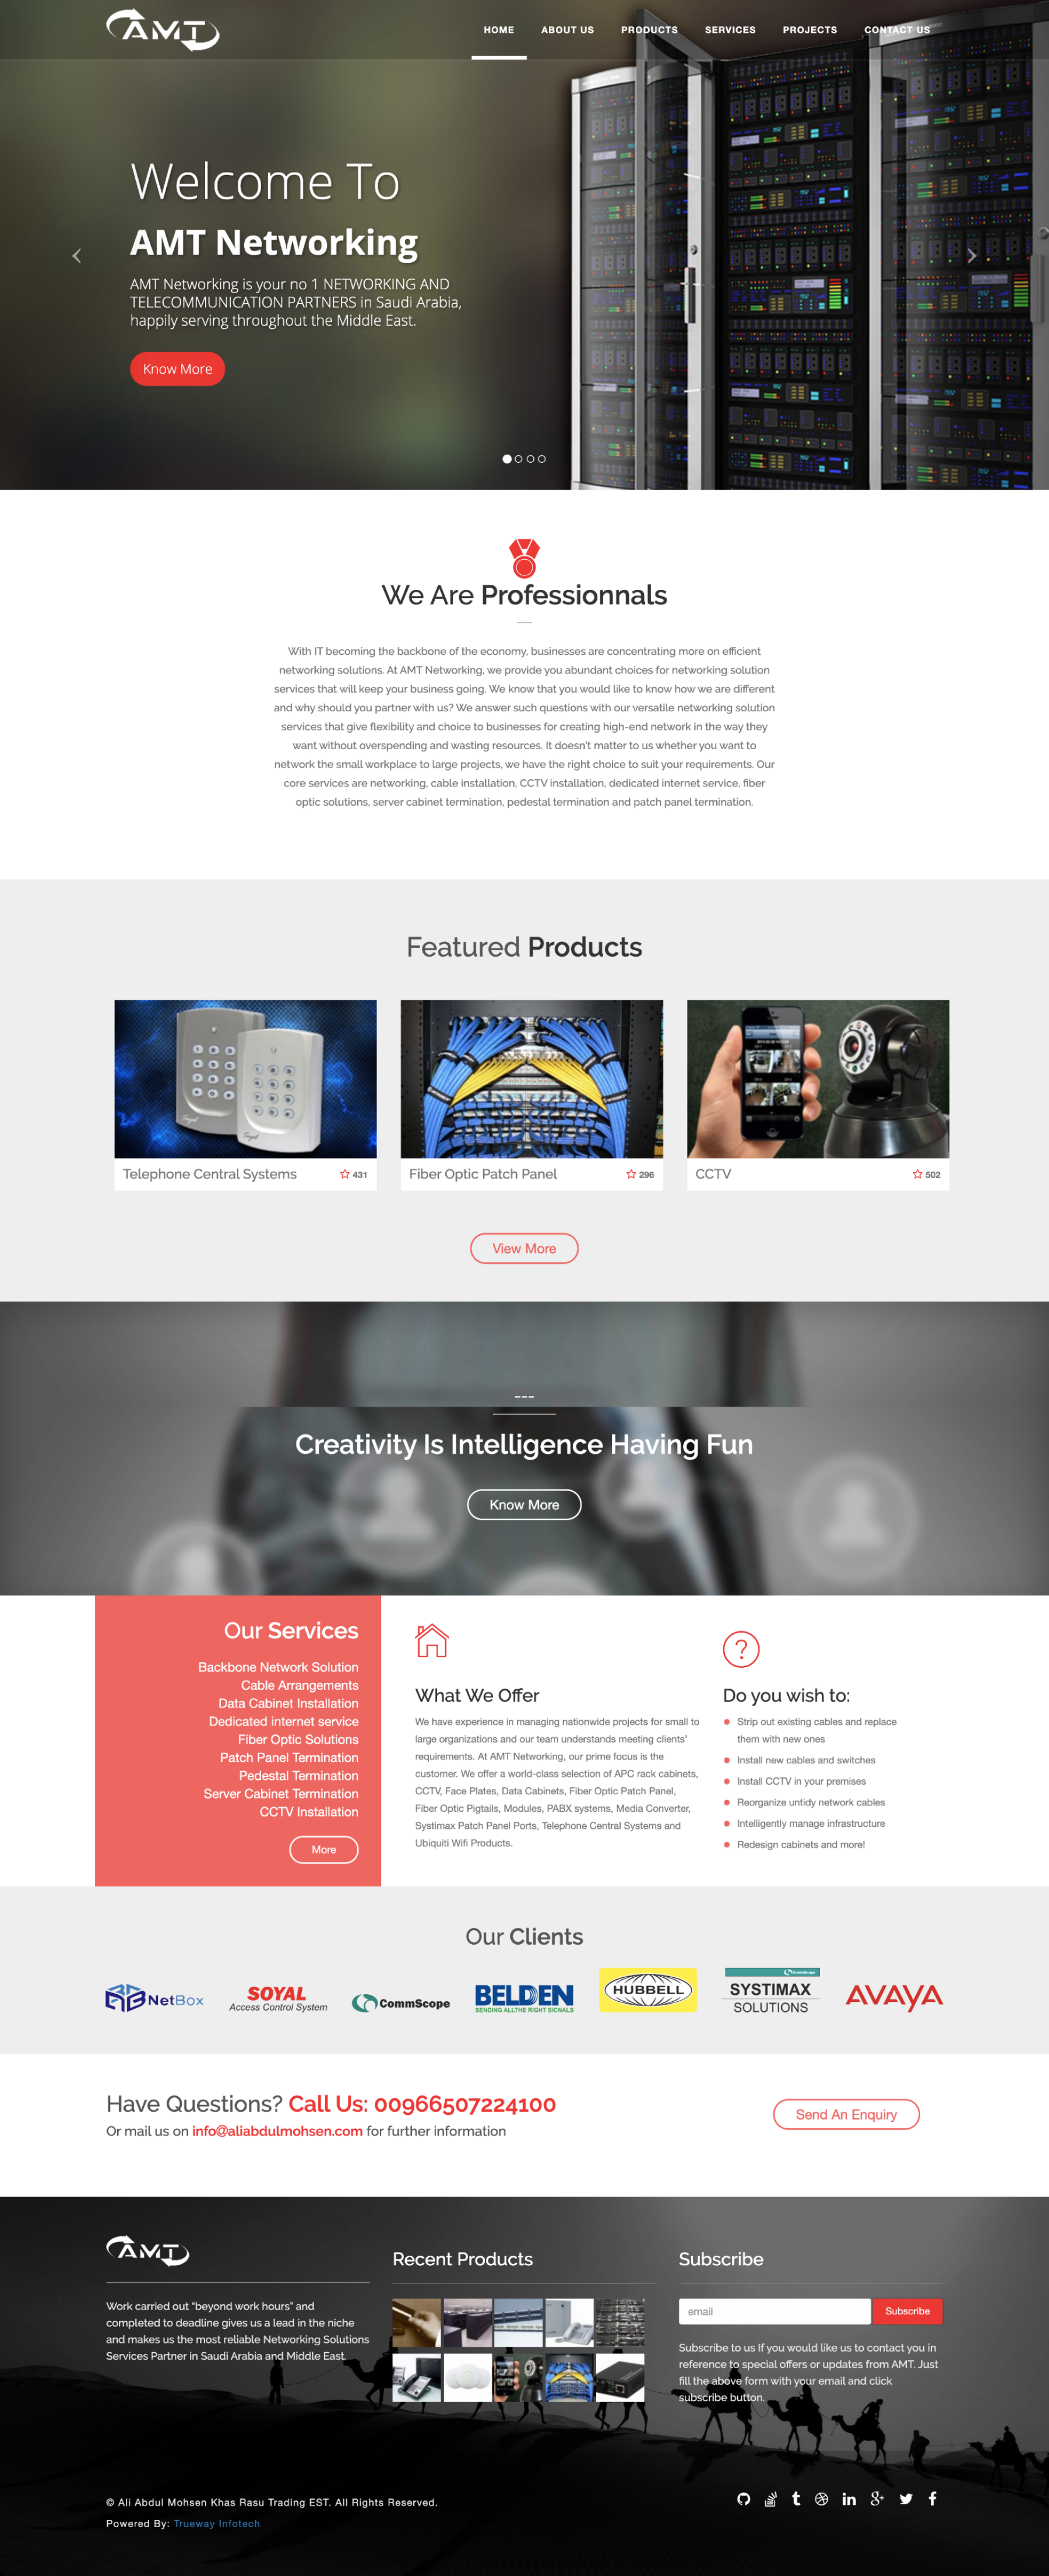 AMT
HOME ABOUT US PRODUCTS SERVICES PROJECTS CONTACT US
Welcome To
AMT Networking
AMT Networking is your no 1 NETWORKING AND
TELECOMMUNICATION PARTNERS in Saudi Arabia,
happily serving throughout the Middle East.
Know More
We Are Professionnals
With IT becoming the backbone of the economy, businesses are concentrating more on efficient
networking solutions. At AMT Networking, we provide you abundant choices for networking solution
services that will keep your business going. We know that you would like to know how we are different
and why should you partner with us? We answer such questions with our versatile networking solution
services that give flexibility and choice to businesses for creating high-end network in the way they
want without overspending and wasting resources. It doesn't matter to us whether you want to
network the small workplace to large projects, we have the right choice to suit your requirements. Our
core services are networking, cable installation, CCTV installation, dedicated internet service, fiber
optic solutions, server cabinet termination, pedestal termination and patch panel termination.
Featured Products
Telephone Central Systems 431
Fiber Optic Patch Panel 296
CCTV 502
View More
---
Creativity Is Intelligence Having Fun
Know More
Our Services
Backbone Network Solution
Cable Arrangements
Data Cabinet Installation
Dedicated internet service
Fiber Optic Solutions
Patch Panel Termination
Pedestal Termination
Server Cabinet Termination
CCTV Installation
More
What We Offer
We have experience in managing nationwide projects for small to
large organizations and our team understands meeting clients'
requirements. At AMT Networking, our prime focus is the
customer. We offer a world-class selection of APC rack cabinets,
CCTV, Face Plates, Data Cabinets, Fiber Optic Patch Panel,
Fiber Optic Pigtails, Modules, PABX systems, Media Converter,
Systimax Patch Panel Ports, Telephone Central Systems and
Ubiquiti Wifi Products.
Do you wish to:
Strip out existing cables and replace
them with new ones
Install new cables and switches
Install CCTV in your premises
Reorganize untidy network cables
Intelligently manage infrastructure
Redesign cabinets and more!
Our Clients
NetBox
SOYAL
Access Control System
CommScope
BELDEN
SENDING ALL THE RIGHT SIGNALS
HUBBELL
SYSTIMAX
SOLUTIONS
AVAYA
Have Questions? Call Us: 00966507224100
Or mail us on info@aliabdulmohsen.com for further information
Send An Enquiry
AMT
Work carried out "beyond work hours" and
completed to deadline gives us a lead in the niche
and makes us the most reliable Networking Solutions
Services Partner in Saudi Arabia and Middle East.
Recent Products
Subscribe
email
Subscribe
Subscribe to us If you would like us to contact you in
reference to special offers or updates from AMT. Just
fill the above form with your email and click
subscribe button.
© Ali Abdul Mohsen Khas Rasu Trading EST. All Rights Reserved.
Powered By: Trueway Infotech